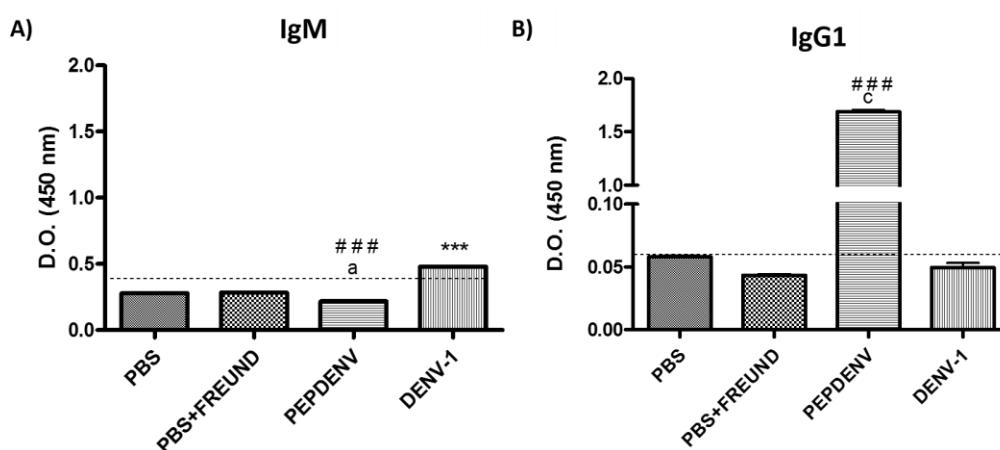 A)
IgM
D.O. (450 nm)
2.0
1.5
1.0
0.5
0.0
# # #
a
***
PBS
PBS+FREUND
PEPDENV
DENV-1
B)
IgG1
D.O. (450 nm)
2.0
1.5
1.0
0.10
0.05
0.00
# # #
c
PBS
PBS+FREUND
PEPDENV
DENV-1